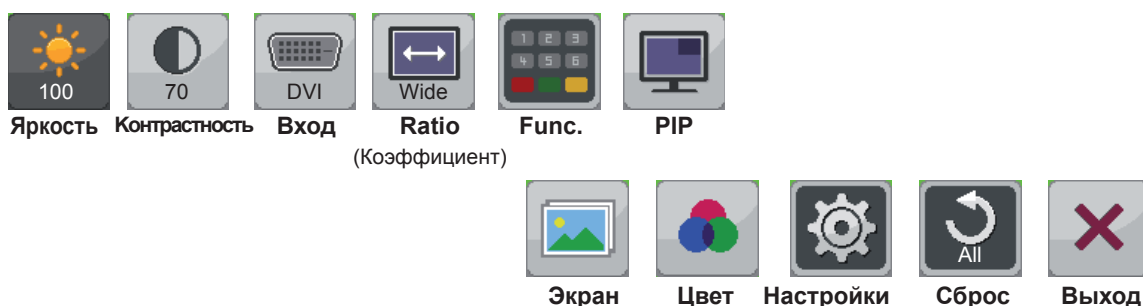 100 70 DVI Wide 1 2 3
4 5 6
Яркость Контрастность Вход Ratio Func. PIP
(Коэффициент)
All
Экран Цвет Настройки Сброс Выход